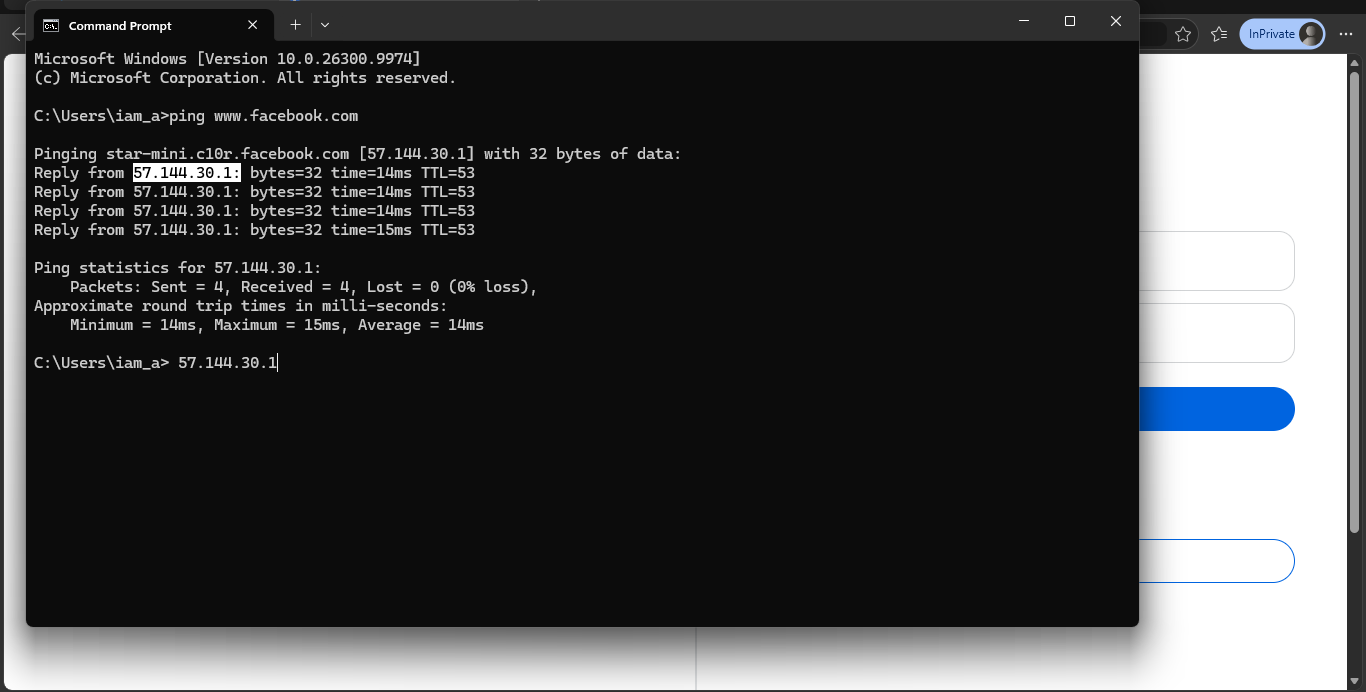 Command Prompt
InPrivate
Microsoft Windows [Version 10.0.26300.9974]
(c) Microsoft Corporation. All rights reserved.
C:\Users\iam_a>ping www.facebook.com
Pinging star-mini.c10r.facebook.com [57.144.30.1] with 32 bytes of data:
Reply from 57.144.30.1: bytes=32 time=14ms TTL=53
Reply from 57.144.30.1: bytes=32 time=14ms TTL=53
Reply from 57.144.30.1: bytes=32 time=14ms TTL=53
Reply from 57.144.30.1: bytes=32 time=15ms TTL=53
Ping statistics for 57.144.30.1:
    Packets: Sent = 4, Received = 4, Lost = 0 (0% loss),
Approximate round trip times in milli-seconds:
    Minimum = 14ms, Maximum = 15ms, Average = 14ms
C:\Users\iam_a> 57.144.30.1